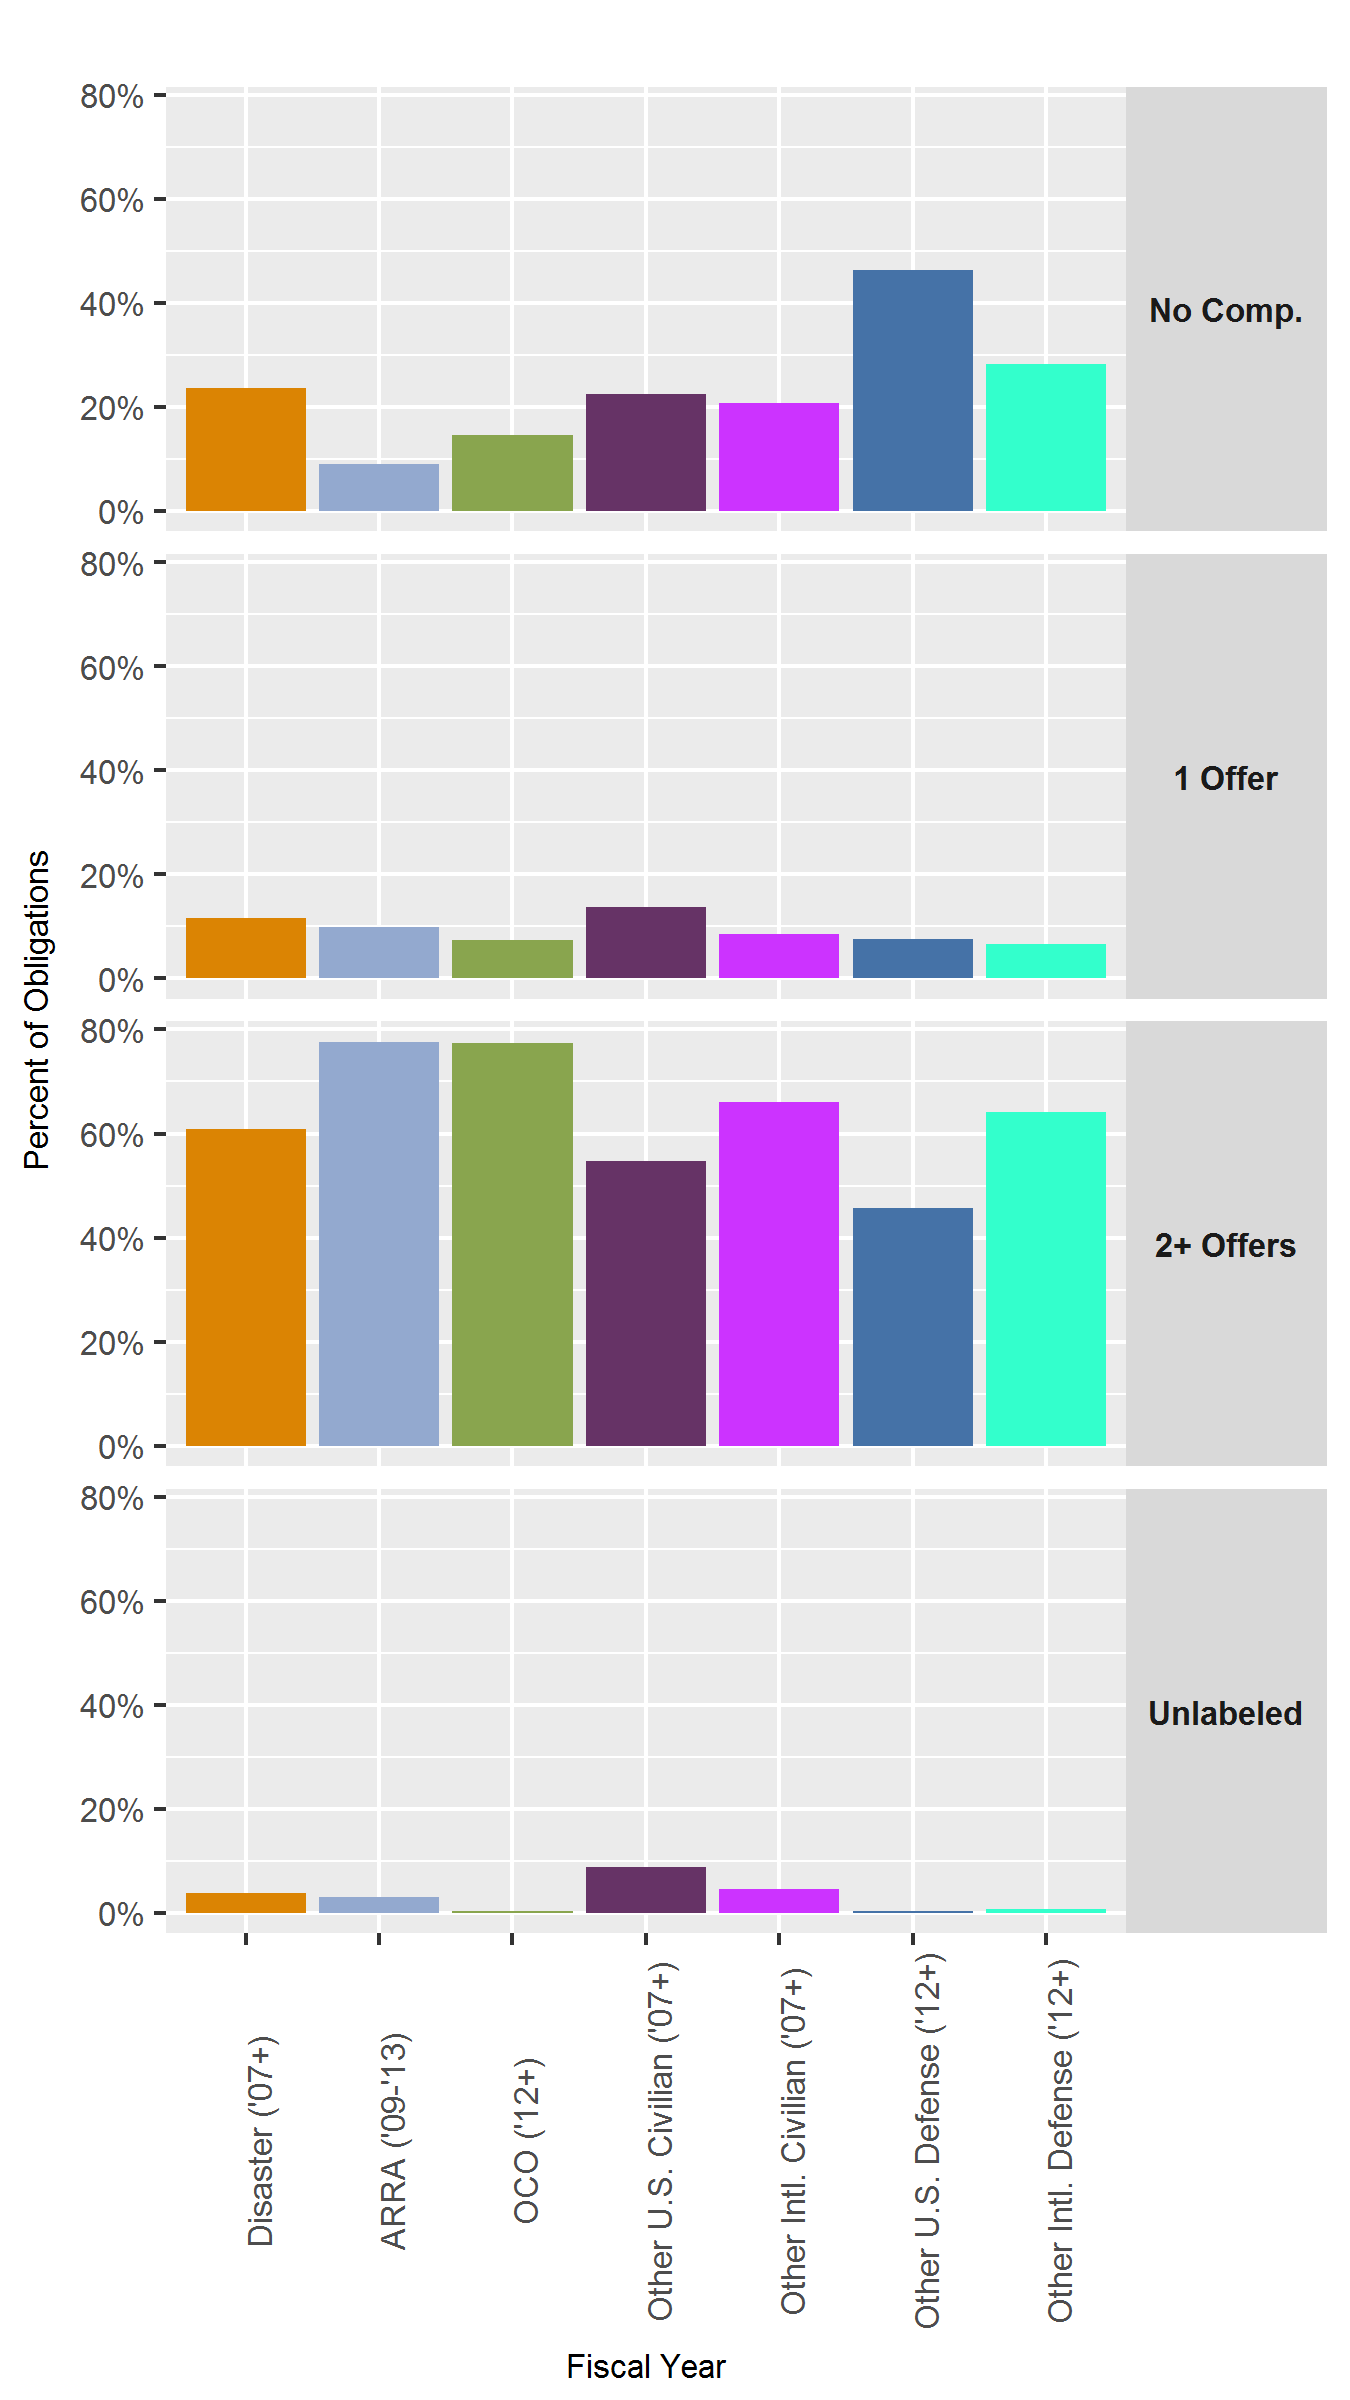 80%
60%
40%
20%
0%
No Comp.
80%
60%
40%
20%
0%
1 Offer
80%
60%
40%
20%
0%
2+ Offers
80%
60%
40%
20%
0%
Unlabeled
Percent of Obligations
Disaster ('07+)
ARRA ('09-'13)
OCO ('12+)
Other U.S. Civilian ('07+)
Other Intl. Civilian ('07+)
Other U.S. Defense ('12+)
Other Intl. Defense ('12+)
Fiscal Year